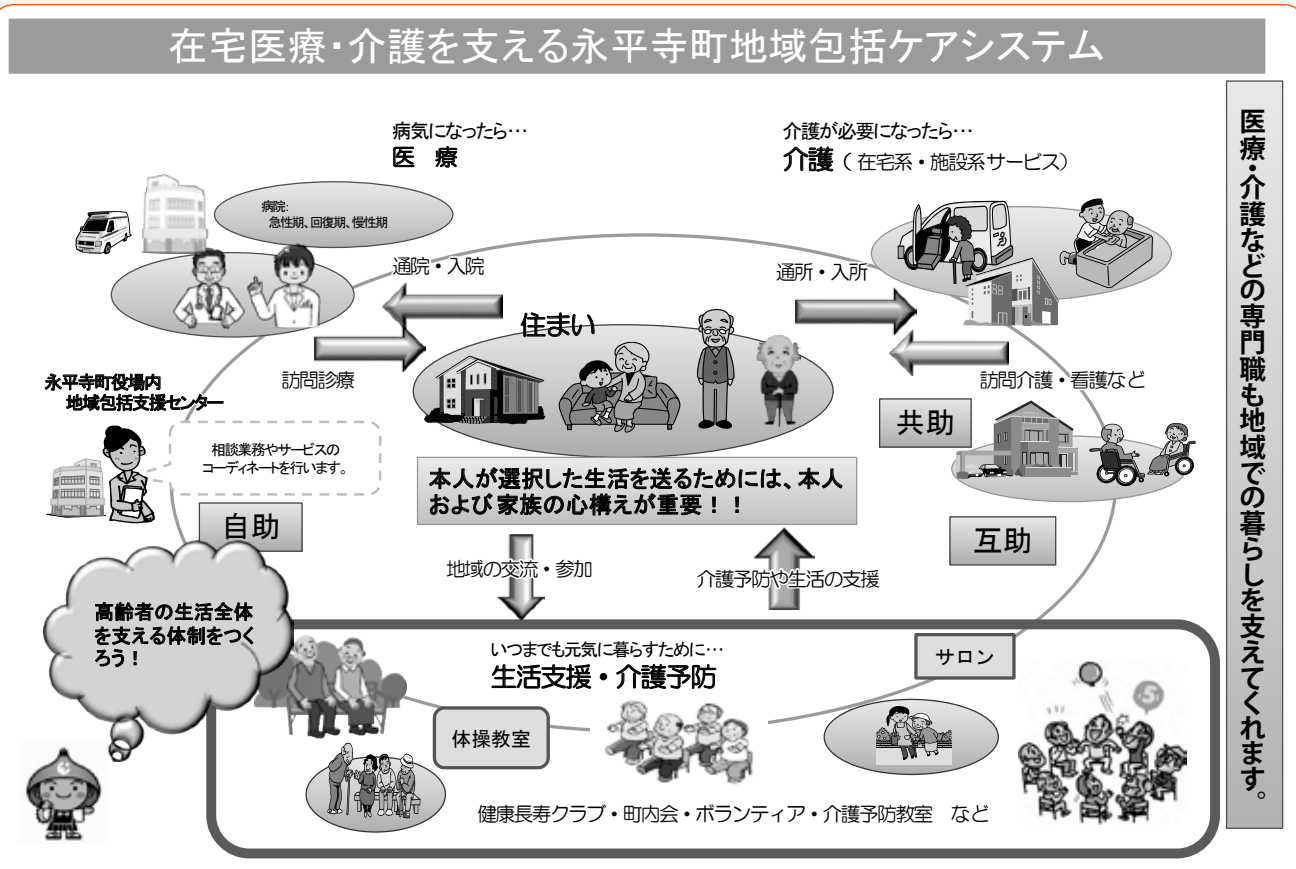 在宅医療・介護を支える永平寺町地域包括ケアシステム
病気になったら…
医　療
介護が必要になったら…
介護（在宅系・施設系サービス）
病院:
急性期、回復期、慢性期
通院・入院
通所・入所
住まい
訪問診療
訪問介護・看護など
永平寺町役場内
地域包括支援センター
相談業務やサービスの
コーディネートを行います。
共助
本人が選択した生活を送るためには、本人
および家族の心構えが重要！！
自助
互助
地域の交流・参加
介護予防や生活の支援
高齢者の生活全体
を支える体制をつく
ろう！
いつまでも元気に暮らすために…
生活支援・介護予防
サロン
体操教室
.5
健康長寿クラブ・町内会・ボランティア・介護予防教室　など
医療・介護などの専門職も地域での暮らしを支えてくれます。